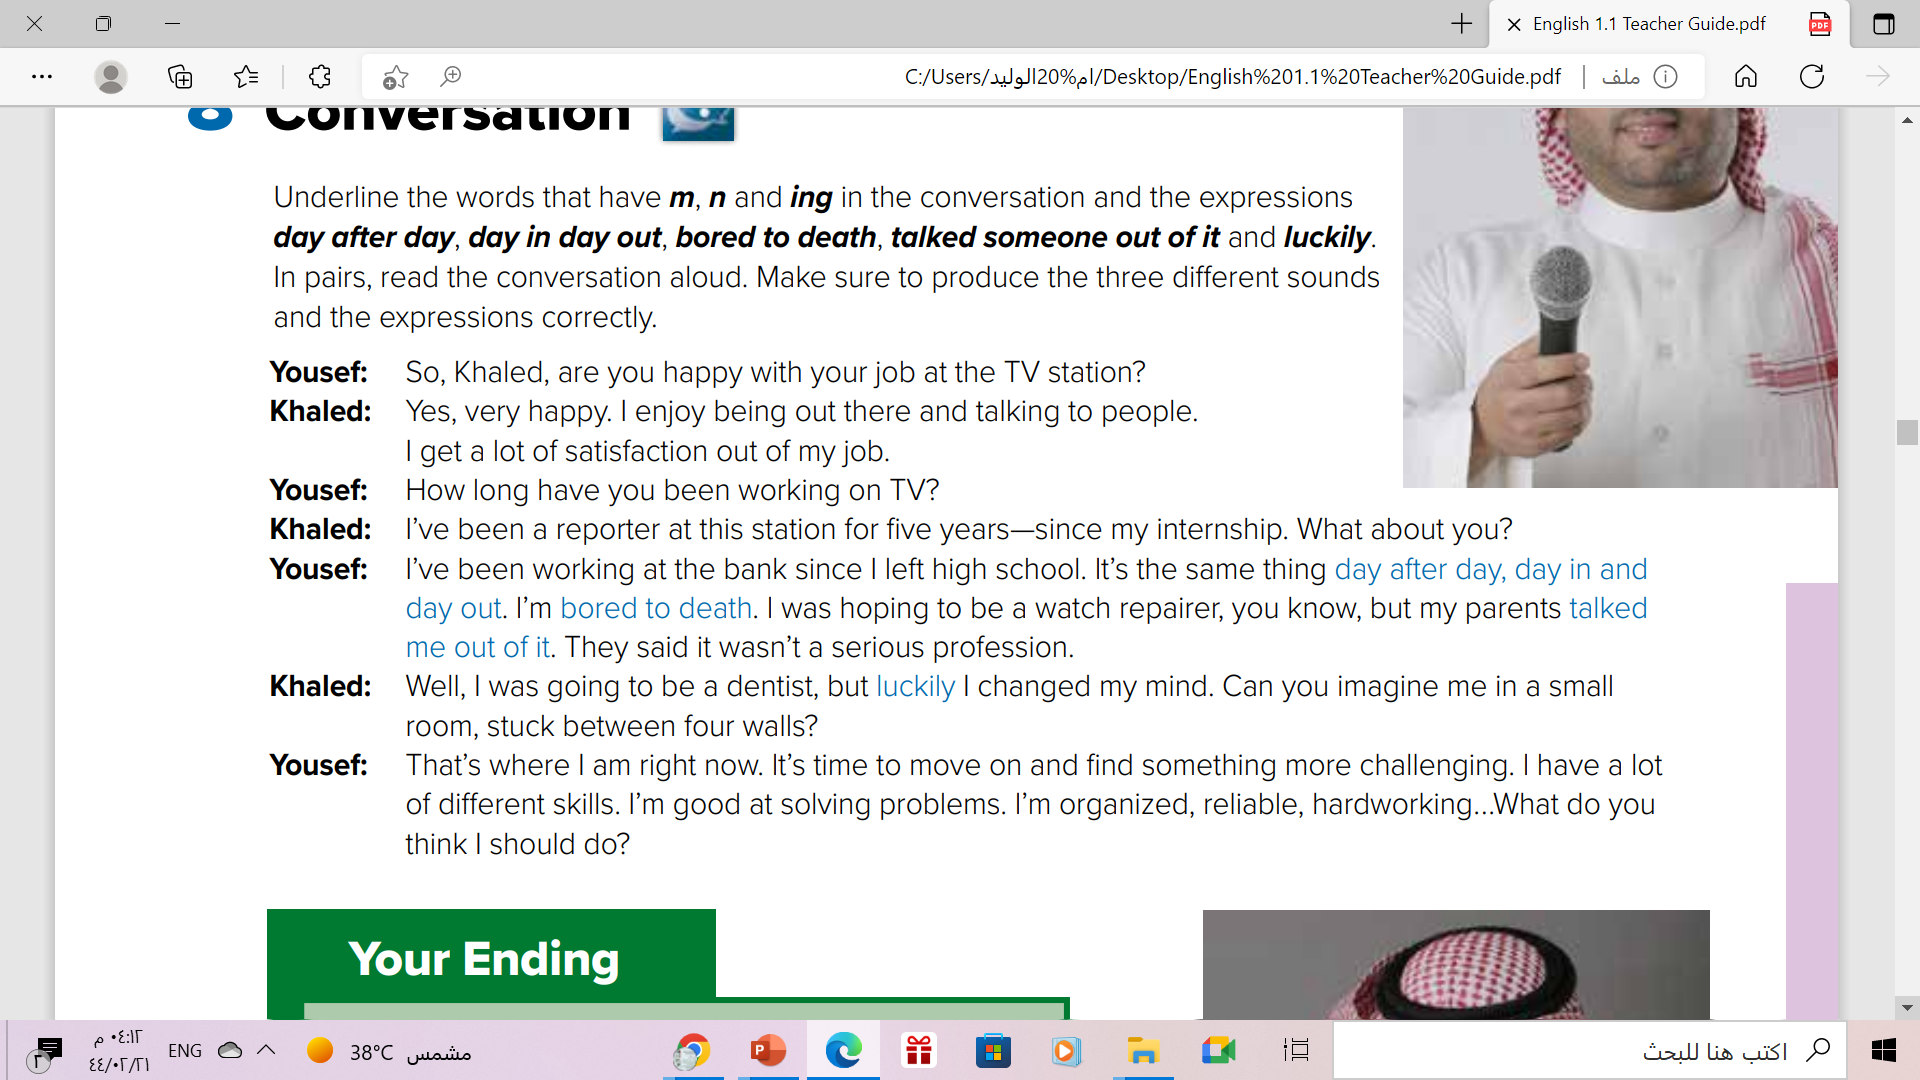 English 1.1 Teacher Guide.pdf
C:/Users/ام%20الوليد/Desktop/English%201.1%20Teacher%20Guide.pdf
ملف
8 Conversation
Underline the words that have m, n and ing in the conversation and the expressions
day after day, day in day out, bored to death, talked someone out of it and luckily.
In pairs, read the conversation aloud. Make sure to produce the three different sounds
and the expressions correctly.
Yousef: So, Khaled, are you happy with your job at the TV station?
Khaled: Yes, very happy. I enjoy being out there and talking to people.
I get a lot of satisfaction out of my job.
Yousef: How long have you been working on TV?
Khaled: I’ve been a reporter at this station for five years—since my internship. What about you?
Yousef: I’ve been working at the bank since I left high school. It’s the same thing day after day, day in and
day out. I’m bored to death. I was hoping to be a watch repairer, you know, but my parents talked
me out of it. They said it wasn’t a serious profession.
Khaled: Well, I was going to be a dentist, but luckily I changed my mind. Can you imagine me in a small
room, stuck between four walls?
Yousef: That’s where I am right now. It’s time to move on and find something more challenging. I have a lot
of different skills. I’m good at solving problems. I’m organized, reliable, hardworking...What do you
think I should do?
Your Ending
٠٤:١٢ م
٤٤/٠٢/٢١
٢
ENG
38°C مشمس
اكتب هنا للبحث